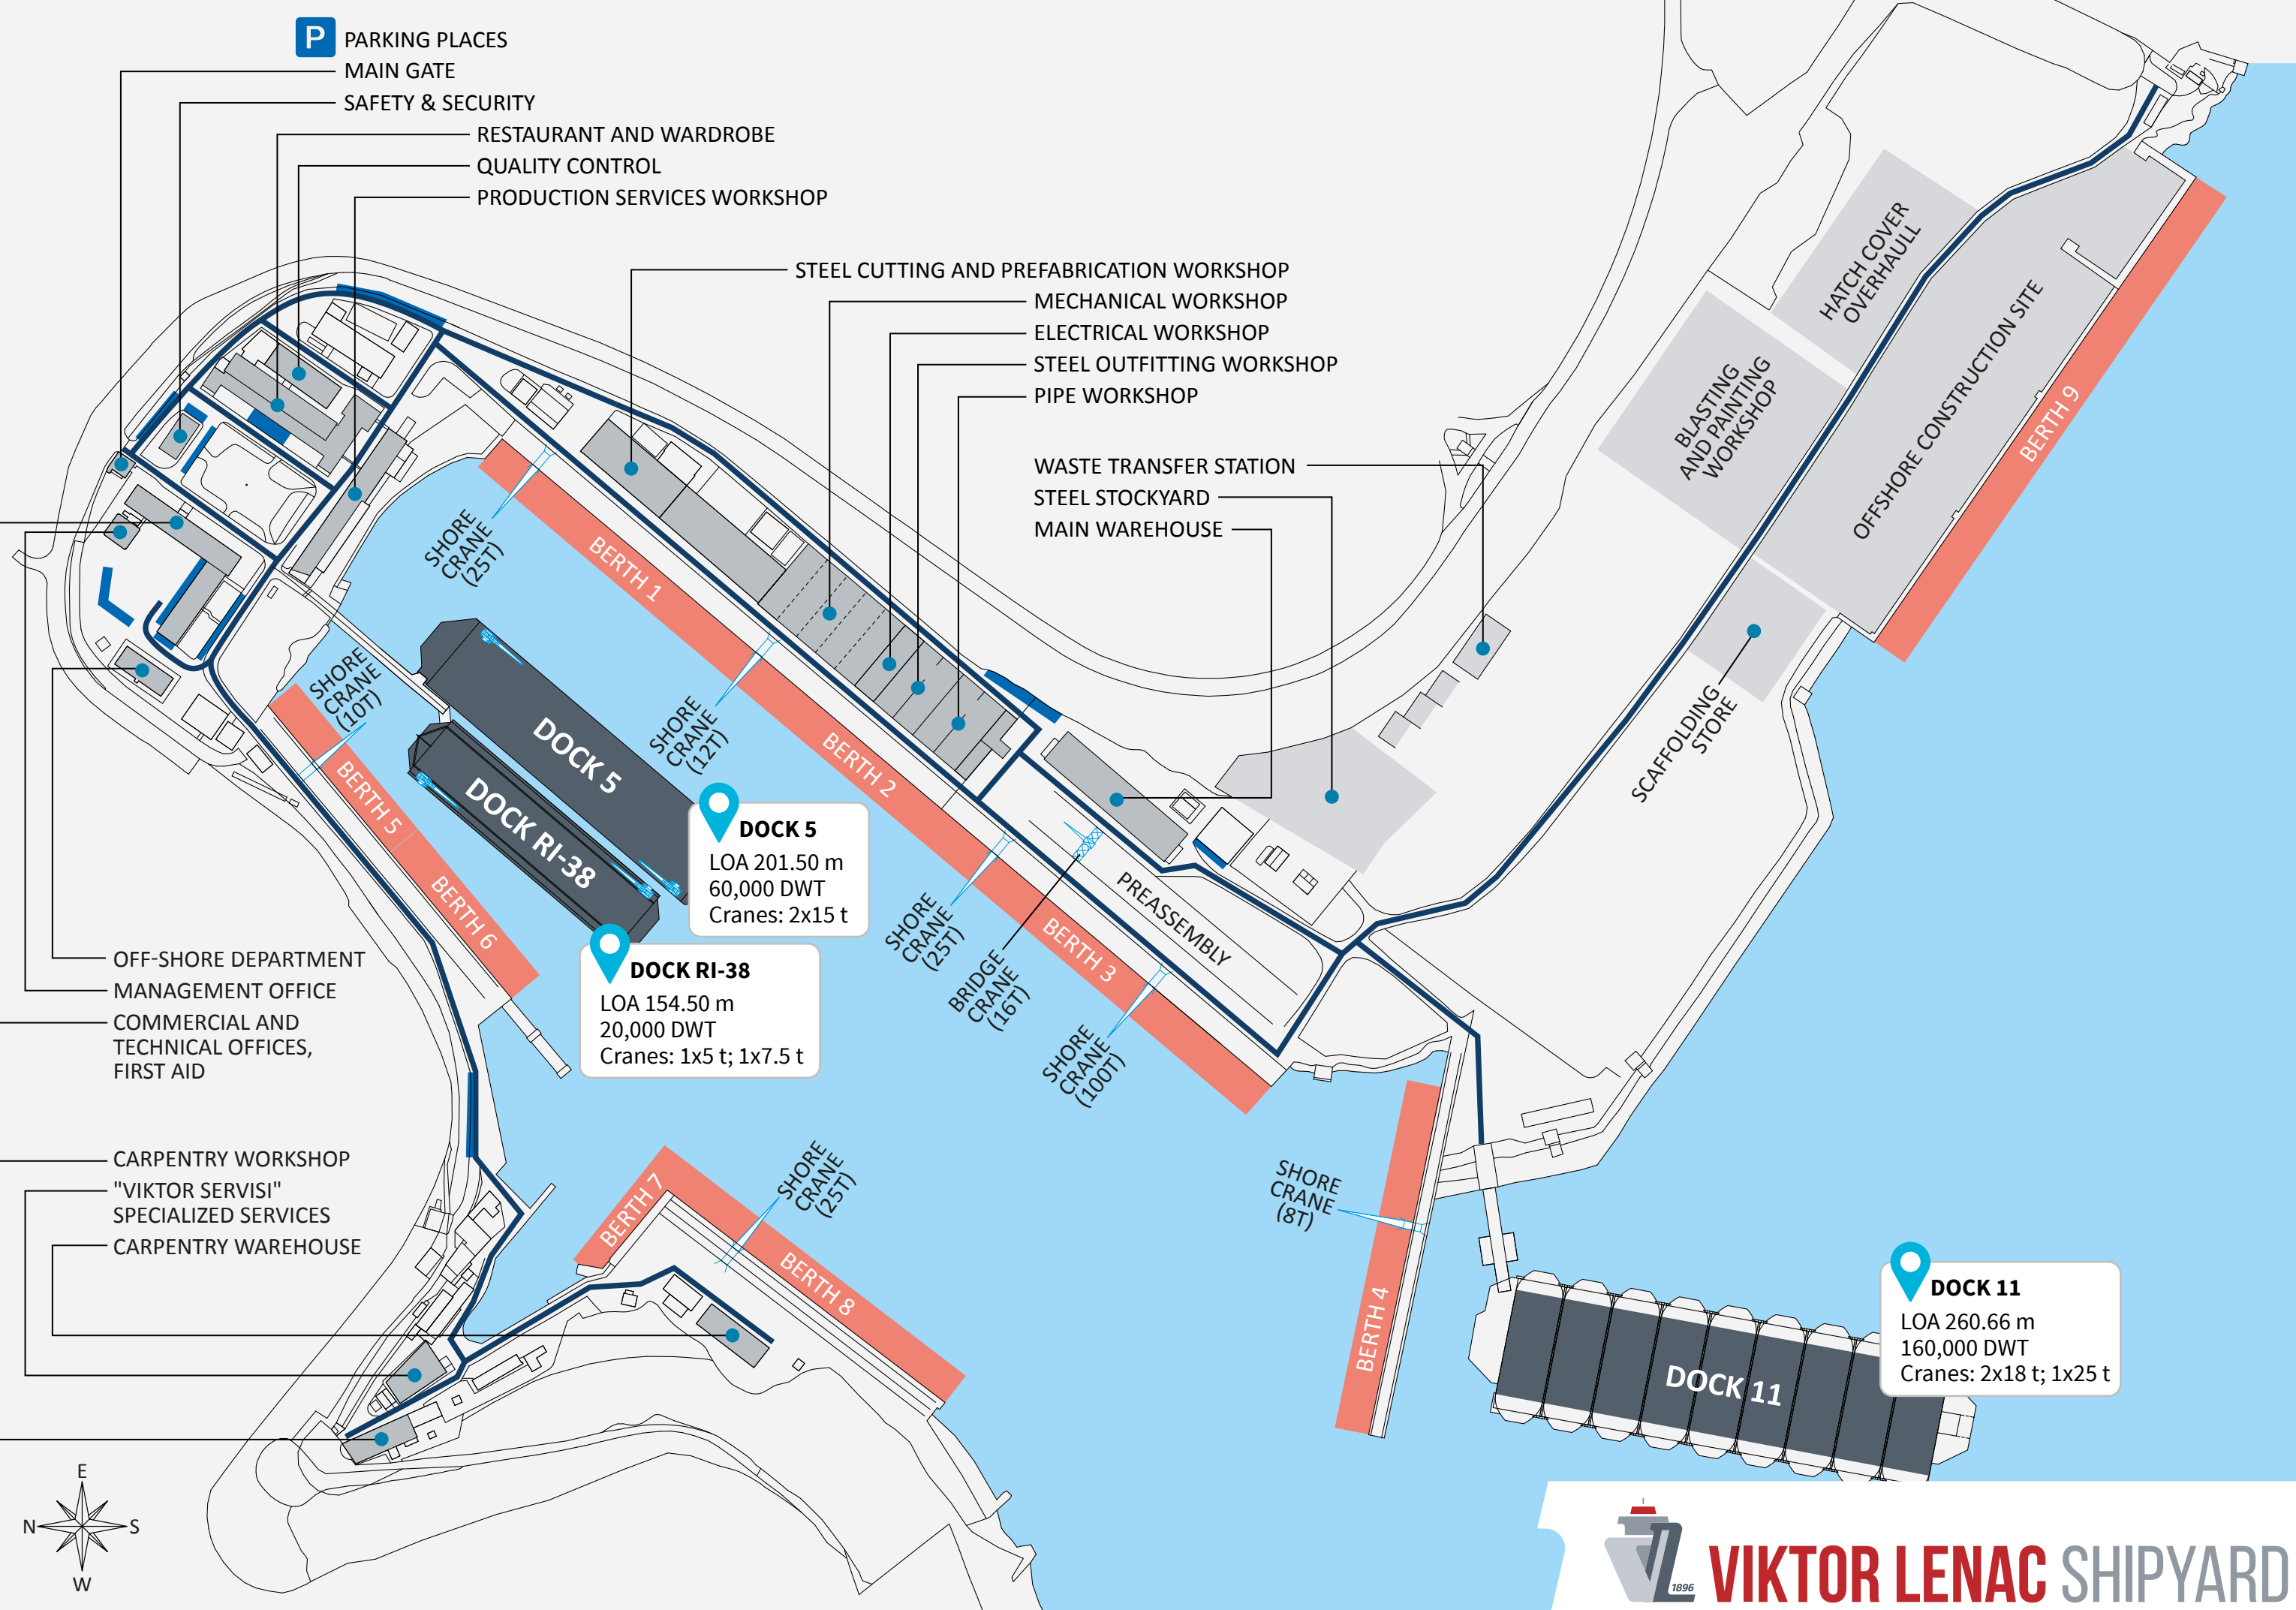 P PARKING PLACES
MAIN GATE
SAFETY & SECURITY
RESTAURANT AND WARDROBE
QUALITY CONTROL
PRODUCTION SERVICES WORKSHOP
STEEL CUTTING AND PREFABRICATION WORKSHOP
MECHANICAL WORKSHOP
ELECTRICAL WORKSHOP
STEEL OUTFITTING WORKSHOP
PIPE WORKSHOP
WASTE TRANSFER STATION
STEEL STOCKYARD
MAIN WAREHOUSE
HATCH COVER
OVERHAULL
BLASTING
AND PAINTING
WORKSHOP
OFFSHORE CONSTRUCTION SITE
BERTH 9
SCAFFOLDING
STORE
SHORE
CRANE
(25T)
BERTH 1
SHORE
CRANE
(10T)
BERTH 5
BERTH 6
DOCK 5
DOCK RI-38
SHORE
CRANE
(12T)
BERTH 2
DOCK 5
LOA 201.50 m
60,000 DWT
Cranes: 2x15 t
DOCK RI-38
LOA 154.50 m
20,000 DWT
Cranes: 1x5 t; 1x7.5 t
SHORE
CRANE
(25T)
BRIDGE
CRANE
(16T)
PREASSEMBLY
BERTH 3
SHORE
CRANE
(100T)
OFF-SHORE DEPARTMENT
MANAGEMENT OFFICE
COMMERCIAL AND
TECHNICAL OFFICES,
FIRST AID
CARPENTRY WORKSHOP
"VIKTOR SERVISI"
SPECIALIZED SERVICES
CARPENTRY WAREHOUSE
BERTH 7
SHORE
CRANE
(25T)
BERTH 8
SHORE
CRANE
(8T)
BERTH 4
DOCK 11
DOCK 11
LOA 260.66 m
160,000 DWT
Cranes: 2x18 t; 1x25 t
E
N S
W
1896
VIKTOR LENAC SHIPYARD